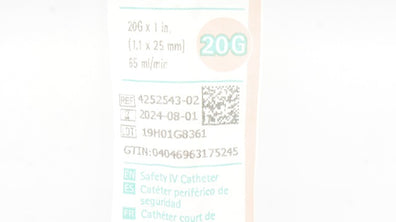 20G x 1 in.
(1.1 x 25 mm)
65 ml/min
20G
REF 4252543-02
2024-08-01
LOT 19H01G8361
GTIN:04046963175245
EN Safety IV Catheter
ES Catéter periférico de
seguridad
FR Cathéter court de